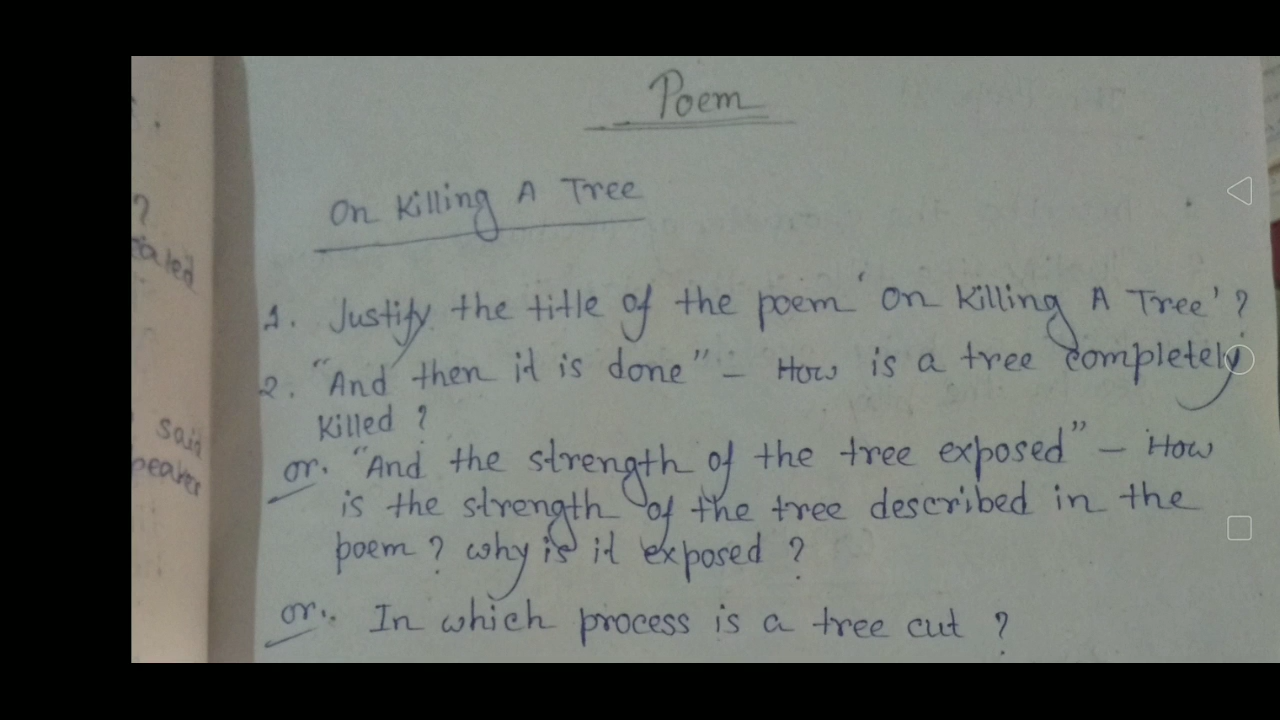 Poem
On Killing A Tree
?
ealed
1. Justify the title of the poem 'On Killing A Tree'?
2. "And then it is done" – How is a tree completely
killed ?
said
or. "And the strength of the tree exposed" – How
is the strength of the tree described in the
poem ? why is it exposed ?
or. In which process is a tree cut ?